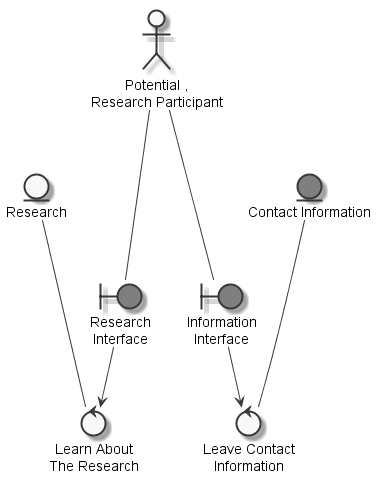 Potential ,
Research Participant
Research
Contact Information
Research
Interface
Information
Interface
Learn About
The Research
Leave Contact
Information